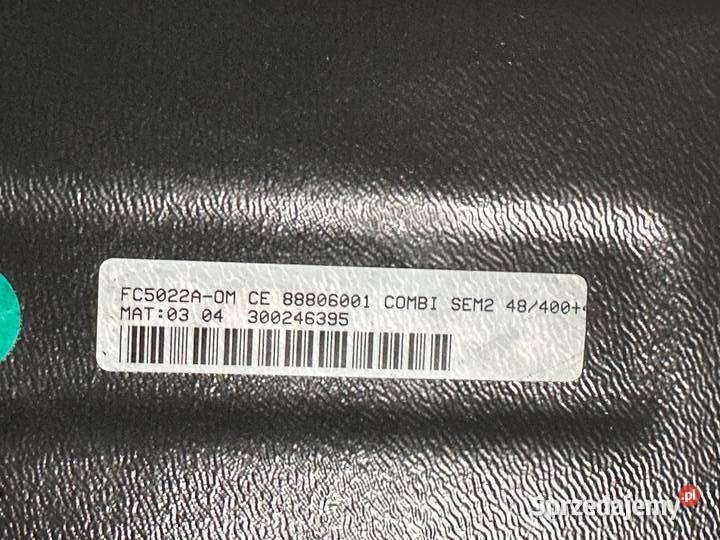 FC5022A-OM CE 88806001 COMBI SEM2 48/400+
MAT:03 04 300246395
Sprzedajemy.pl